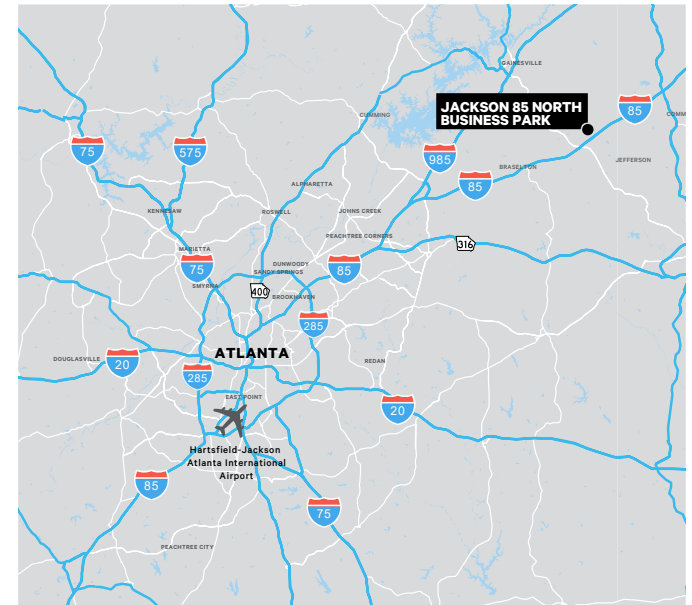 GAINESVILLE
JACKSON 85 NORTH
BUSINESS PARK
85
CUMMING
75
575
985
BRASELTON
JEFFERSON
85
ALPHARETTA
KENNESAW
ROSWELL
JOHNS CREEK
PEACHTREE CORNERS
316
MARIETTA
75
DUNWOODY
SANDY SPRINGS
85
SMYRNA
400
BROOKHAVEN
285
ATLANTA
DOUGLASVILLE
20
REDAN
285
EAST POINT
20
Hartsfield-Jackson
Atlanta International
Airport
85
75
PEACHTREE CITY